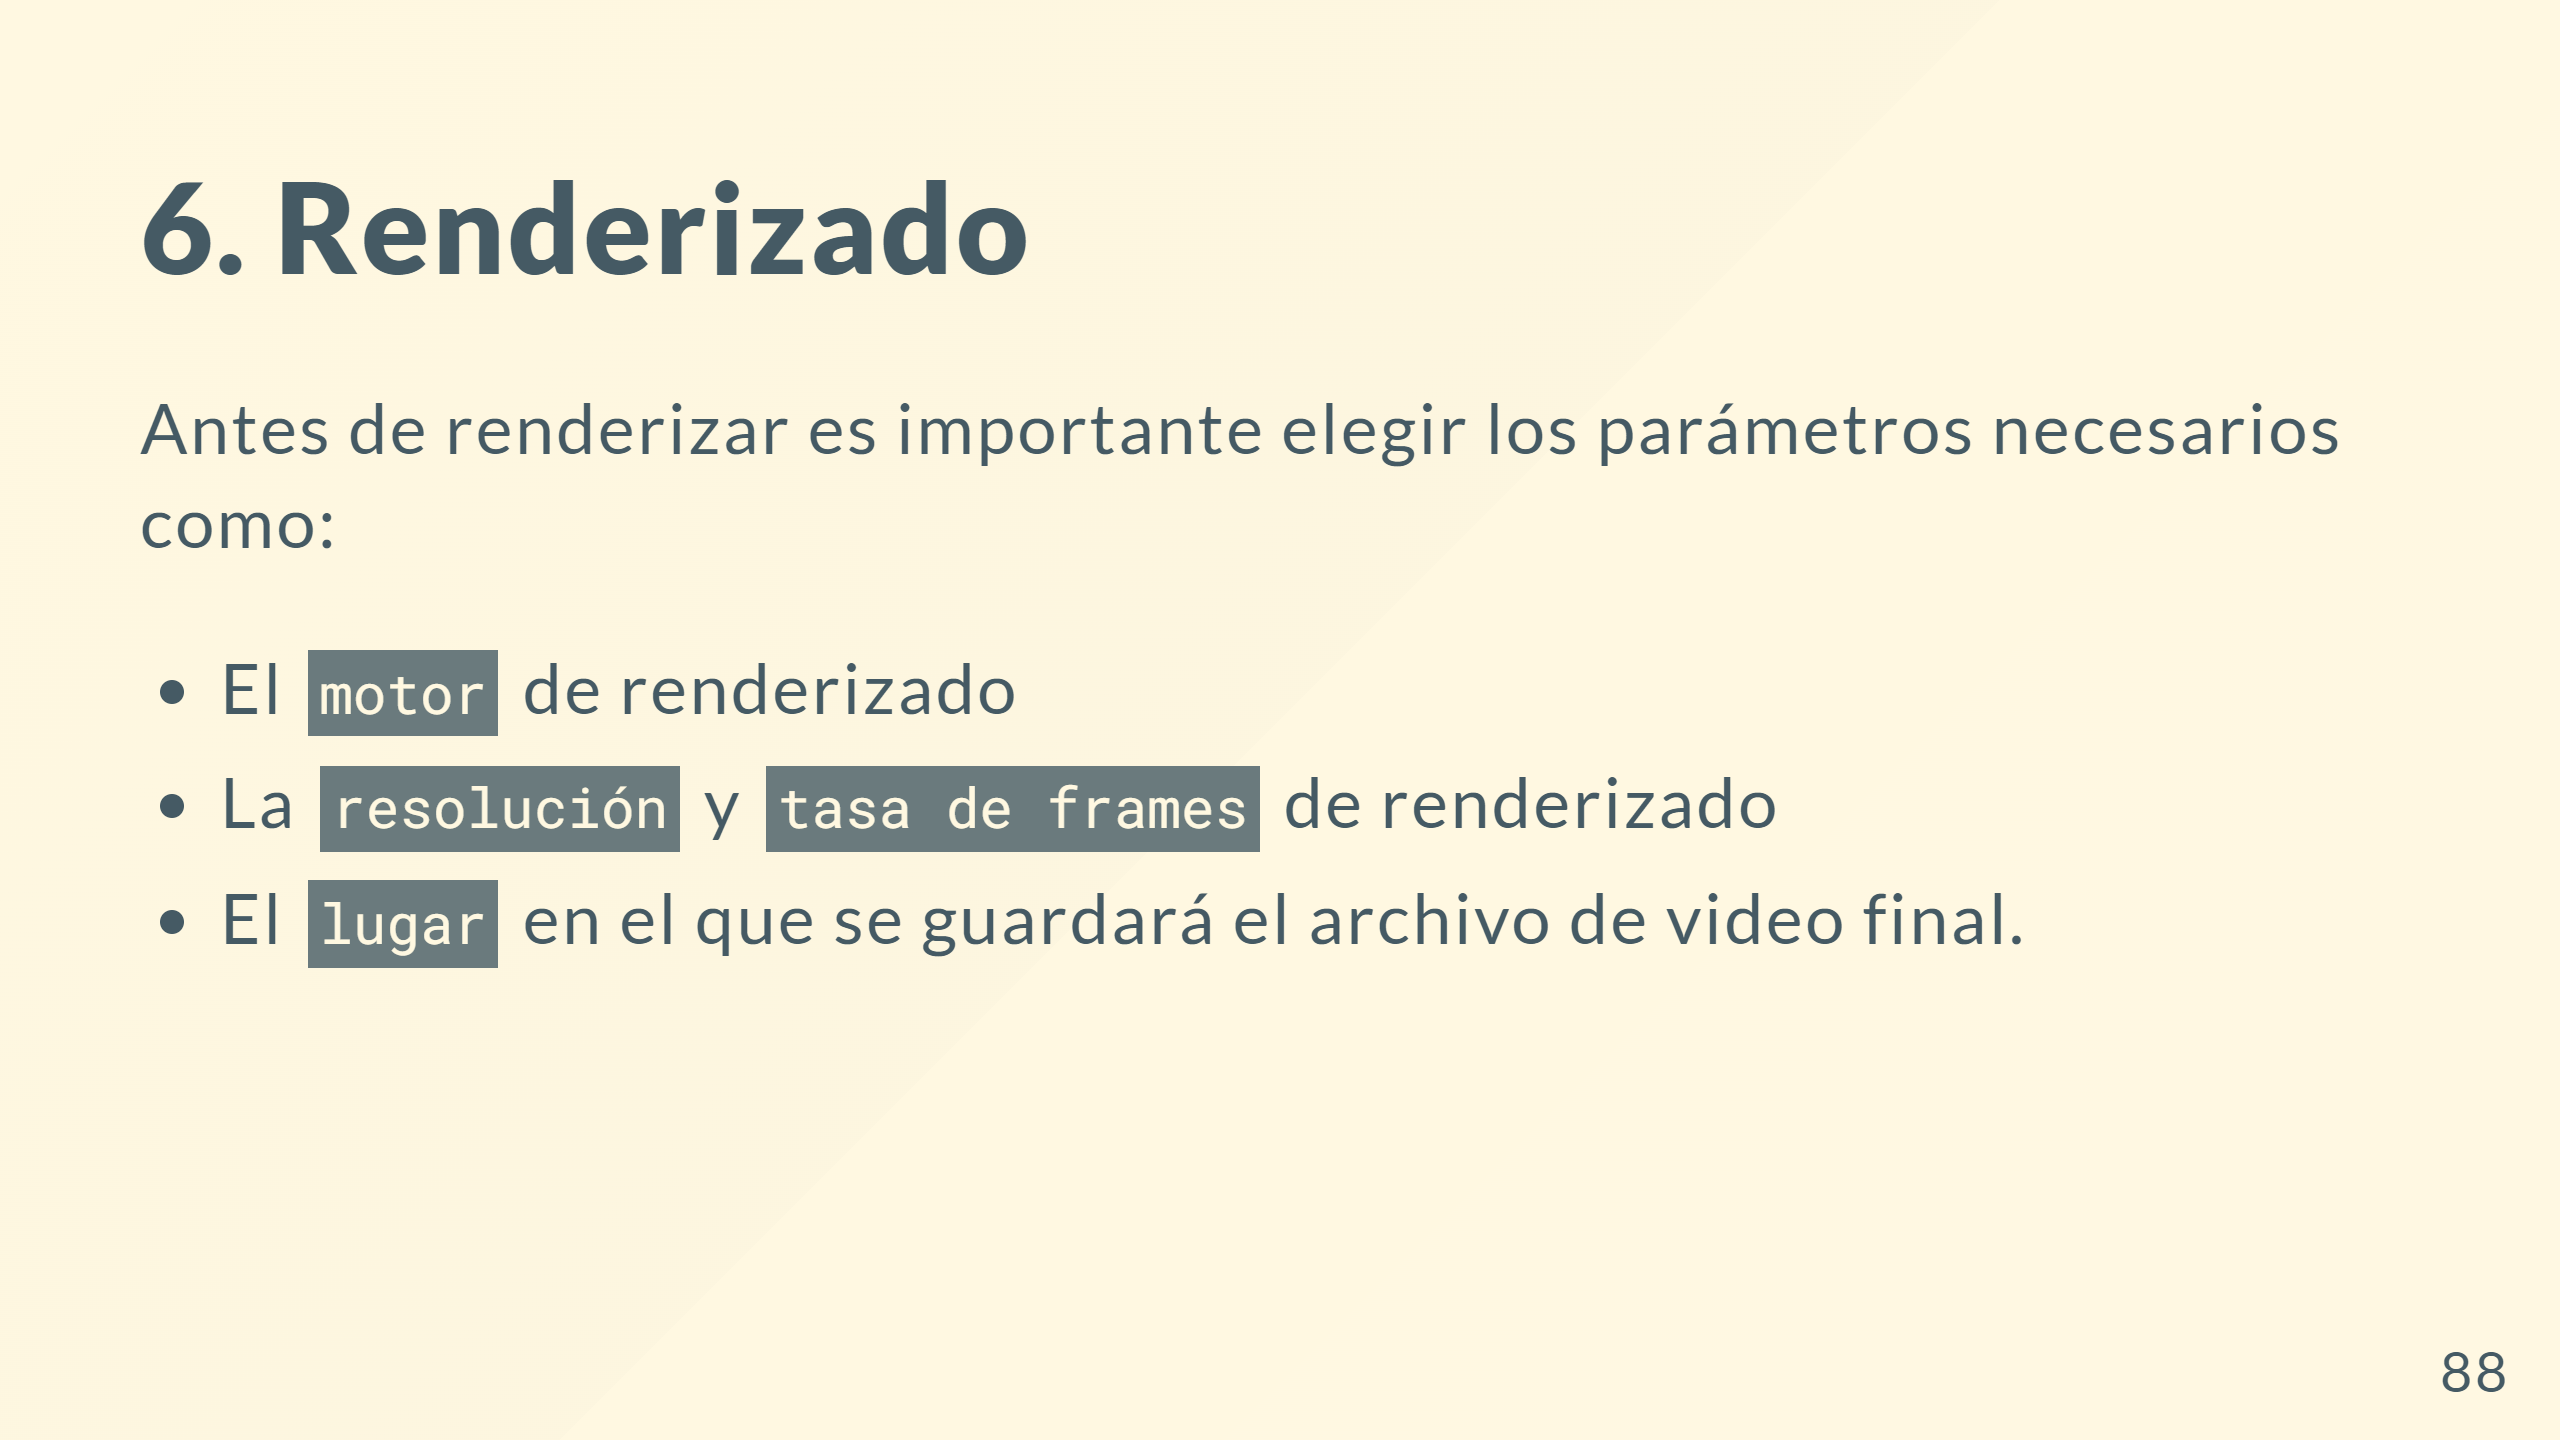 6. Renderizado
Antes de renderizar es importante elegir los parámetros necesarios
como:
• El motor de renderizado
• La resolución y tasa de frames de renderizado
• El lugar en el que se guardará el archivo de video final.
88